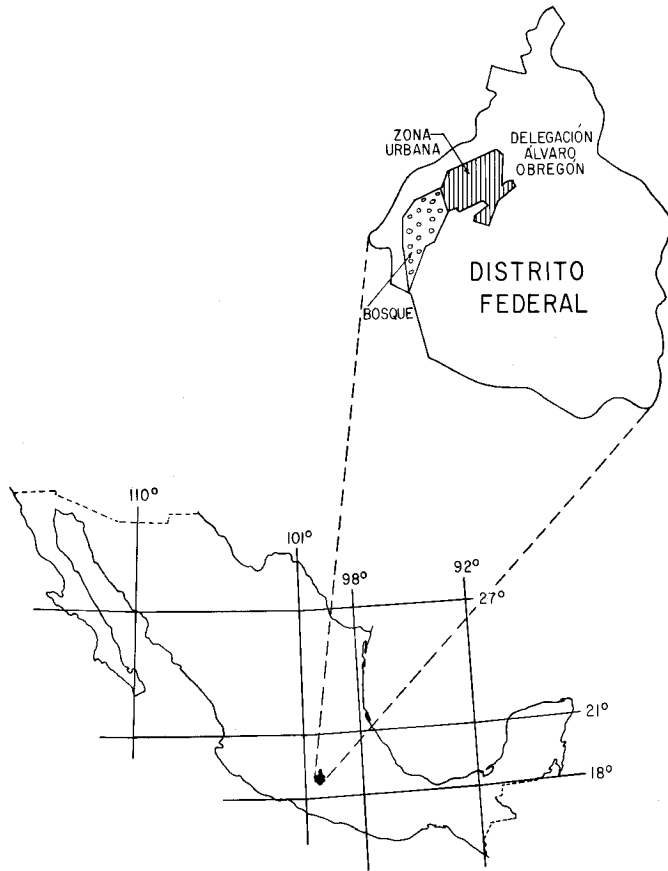 ZONA
URBANA
DELEGACIÓN
ÁLVARO
OBREGÓN
DISTRITO
FEDERAL
BOSQUE
110°
101°
98°
92°
27°
21°
18°